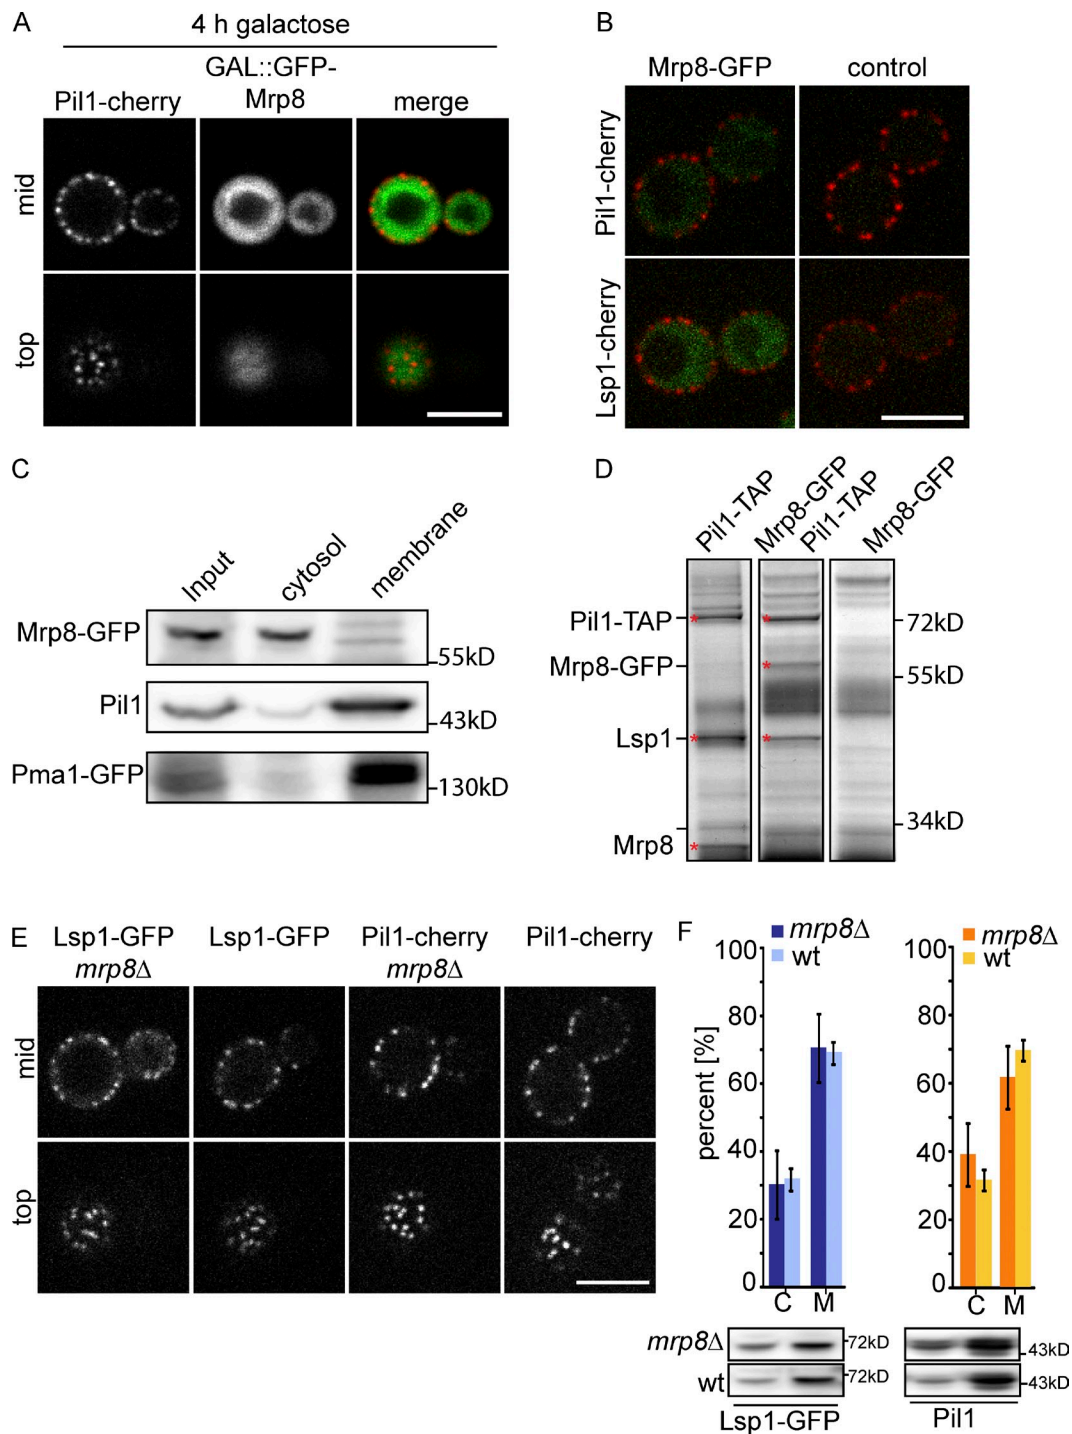 A
4 h galactose
GAL::GFP-
Pil1-cherry Mrp8 merge
mid
top
B
Mrp8-GFP control
Pil1-cherry
Lsp1-cherry
C
Input cytosol membrane
Mrp8-GFP
55kD
Pil1
43kD
Pma1-GFP
130kD
D
Pil1-TAP
Mrp8-GFP
Pil1-TAP
Mrp8-GFP
Pil1-TAP * * 72kD
Mrp8-GFP * 55kD
Lsp1 * *
34kD
Mrp8 *
E
Lsp1-GFP Lsp1-GFP Pil1-cherry Pil1-cherry
mrp8Δ mrp8Δ
mid
top
F
mrp8Δ
wt
percent [%]
100
80
60
40
20
0
C M
mrp8Δ
wt
100
80
60
40
20
0
C M
mrp8Δ 72kD 43kD
wt 72kD 43kD
Lsp1-GFP Pil1